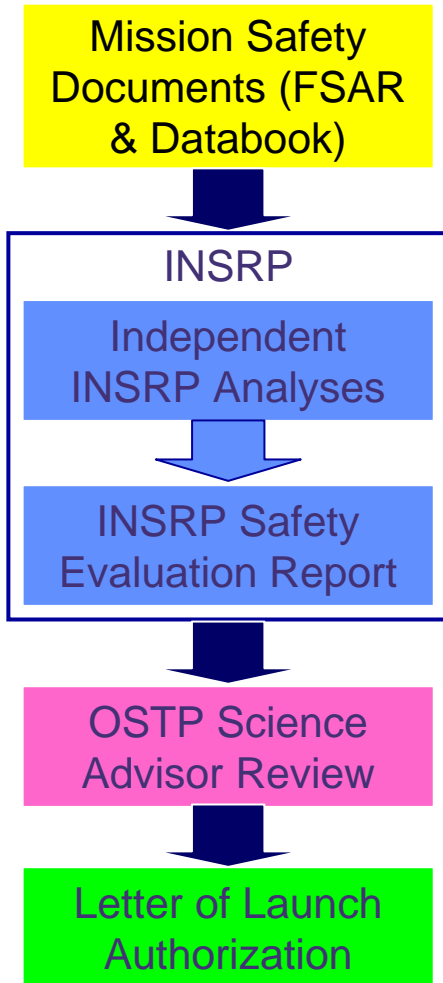 Mission Safety
Documents (FSAR
& Databook)
INSRP
Independent
INSRP Analyses
INSRP Safety
Evaluation Report
OSTP Science
Advisor Review
Letter of Launch
Authorization